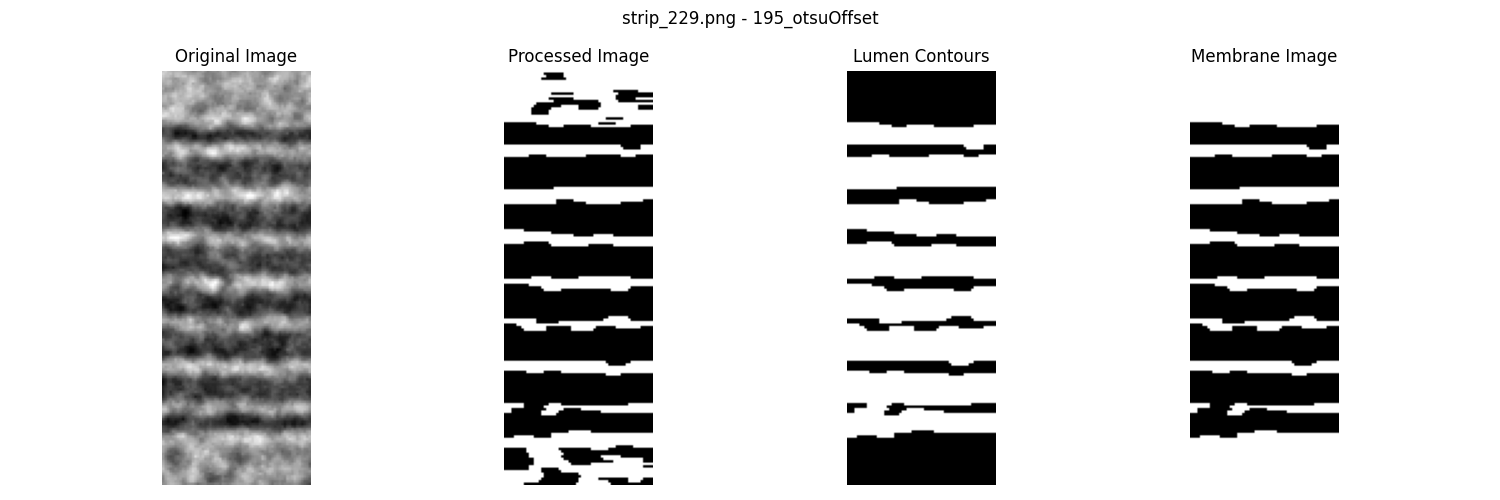 strip_229.png - 195_otsuOffset
Original Image
Processed Image
Lumen Contours
Membrane Image